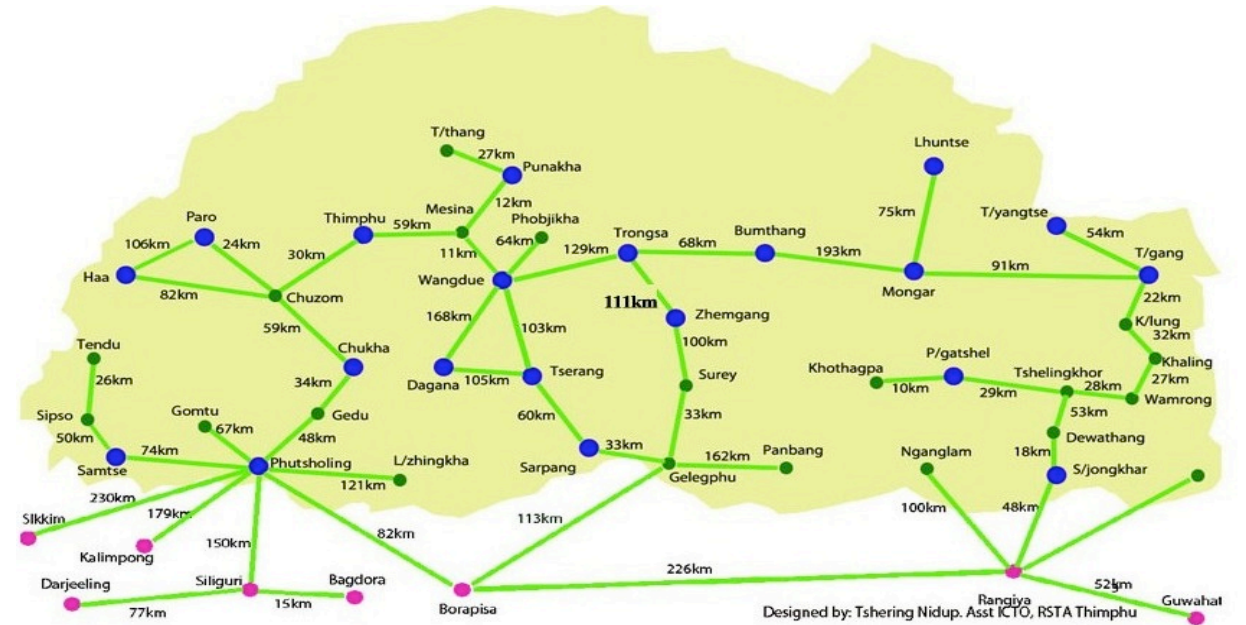 T/thang
27km
Punakha
Lhuntse
12km
Paro
Thimphu
59km
Mesina
Phobjikha
75km
T/yangtse
106km
24km
30km
11km
64km
129km
Trongsa
68km
Bumthang
193km
54km
T/gang
Haa
82km
Chuzom
Wangdue
111km
Mongar
91km
22km
59km
168km
103km
Zhemgang
K/lung
32km
Tendu
Chukha
100km
Khothagpa
P/gatshel
Tshelingkhor
Khaling
26km
34km
Dagana
105km
Tserang
Surey
10km
29km
28km
27km
Wamrong
Sipso
Gomtu
67km
Gedu
60km
33km
53km
50km
48km
33km
Dewathang
Samtse
74km
Phutsholing
L/zhingkha
Sarpang
Gelegphu
162km
Panbang
Nganglam
18km
S/jongkhar
121km
230km
179km
SIkkim
150km
82km
113km
100km
48km
Kalimpong
Darjeeling
Siliguri
Bagdora
226km
77km
15km
Borapisa
Rangiya
52km
Guwahat
Designed by: Tshering Nidup. Asst ICTO, RSTA Thimphu